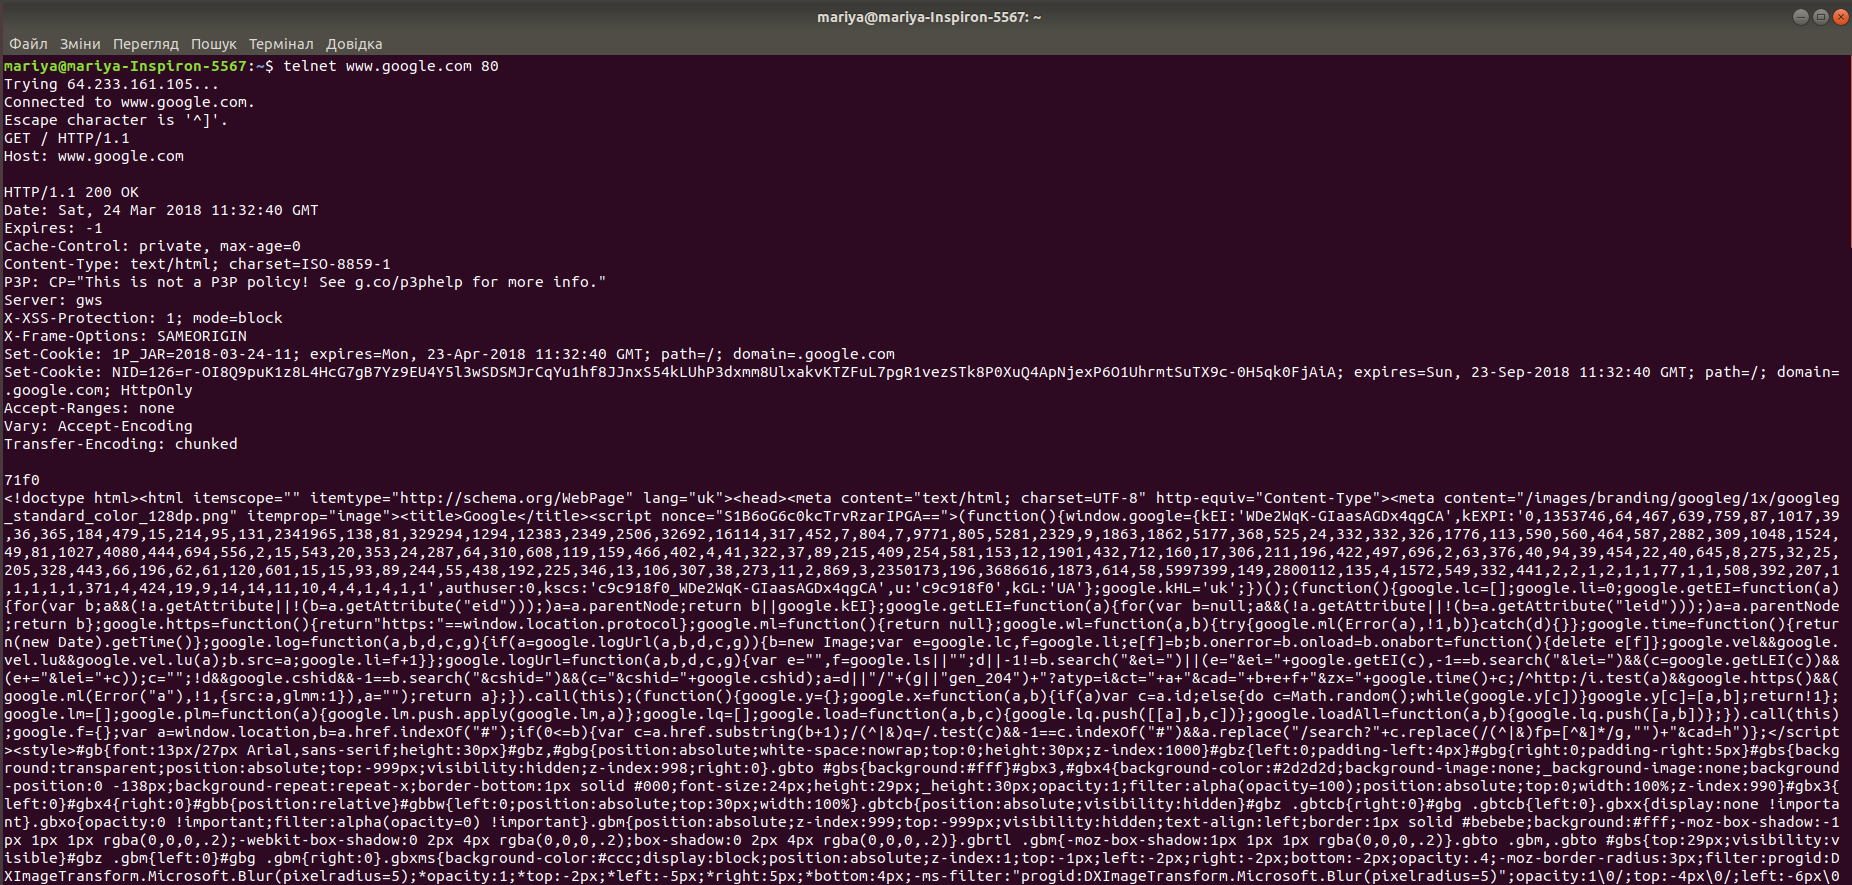 mariya@mariya-Inspiron-5567: ~
Файл Зміни Перегляд Пошук Термінал Довідка
mariya@mariya-Inspiron-5567:~$ telnet www.google.com 80
Trying 64.233.161.105...
Connected to www.google.com.
Escape character is '^]'.
GET / HTTP/1.1
Host: www.google.com
HTTP/1.1 200 OK
Date: Sat, 24 Mar 2018 11:32:40 GMT
Expires: -1
Cache-Control: private, max-age=0
Content-Type: text/html; charset=ISO-8859-1
P3P: CP="This is not a P3P policy! See g.co/p3phelp for more info."
Server: gws
X-XSS-Protection: 1; mode=block
X-Frame-Options: SAMEORIGIN
Set-Cookie: 1P_JAR=2018-03-24-11; expires=Mon, 23-Apr-2018 11:32:40 GMT; path=/; domain=.google.com
Set-Cookie: NID=126=r-OI8Q9puK1z8L4HcG7gB7Yz9EU4Y5l3wSDSMJrCqYu1hf8JJnxS54kLUhP3dxmm8UlxakvKTZFuL7pgR1vezSTk8P0XuQ4ApNjexP6O1UhrmtSuTX9c-0H5qk0FjAiA; expires=Sun, 23-Sep-2018 11:32:40 GMT; path=/; domain=
.google.com; HttpOnly
Accept-Ranges: none
Vary: Accept-Encoding
Transfer-Encoding: chunked
71f0
<!doctype html><html itemscope="" itemtype="http://schema.org/WebPage" lang="uk"><head><meta content="text/html; charset=UTF-8" http-equiv="Content-Type"><meta content="/images/branding/googleg/1x/googleg
_standard_color_128dp.png" itemprop="image"><title>Google</title><script nonce="S1B6oG6c0kcTrvRzarIPGA==">(function(){window.google={kEI:'WDe2WqK-GIaasAGDx4qgCA',kEXPI:'0,1353746,64,467,639,759,87,1017,39
,36,365,184,479,15,214,95,131,2341965,138,81,329294,1294,12383,2349,2506,32692,16114,317,452,7,804,7,9771,805,5281,2329,9,1863,1862,5177,368,525,24,332,332,326,1776,113,590,560,464,587,2882,309,1048,1524,
49,81,1027,4080,444,694,556,2,15,543,20,353,24,287,64,310,608,119,159,466,402,4,41,322,37,89,215,409,254,581,153,12,1901,432,712,160,17,306,211,196,422,497,696,2,63,376,40,94,39,454,22,40,645,8,275,32,25,
205,328,443,66,196,62,61,120,601,15,15,93,89,244,55,438,192,225,346,13,106,307,38,273,11,2,869,3,2350173,196,3686616,1873,614,58,5997399,149,2800112,135,4,1572,549,332,441,2,2,1,2,1,1,77,1,1,508,392,207,1
,1,1,1,1,371,4,424,19,9,14,14,11,10,4,4,1,4,1,1',authuser:0,kscs:'c9c918f0_WDe2WqK-GIaasAGDx4qgCA',u:'c9c918f0',kGL:'UA'};google.kHL='uk';})();(function(){google.lc=[];google.li=0;google.getEI=function(a)
{for(var b;a&&(!a.getAttribute||!(b=a.getAttribute("eid")));)a=a.parentNode;return b||google.kEI};google.getLEI=function(a){for(var b=null;a&&(!a.getAttribute||!(b=a.getAttribute("leid")));)a=a.parentNode
;return b};google.https=function(){return"https:"==window.location.protocol};google.ml=function(){return null};google.wl=function(a,b){try{google.ml(Error(a),!1,b)}catch(d){}};google.time=function(){retur
n(new Date).getTime()};google.log=function(a,b,d,c,g){if(a=google.logUrl(a,b,d,c,g)){b=new Image;var e=google.lc,f=google.li;e[f]=b;b.onerror=b.onload=b.onabort=function(){delete e[f]};google.vel&&google.
vel.lu&&google.vel.lu(a);b.src=a;google.li=f+1}};google.logUrl=function(a,b,d,c,g){var e="",f=google.ls||"";d||-1!=b.search("&ei=")||(e="&ei="+google.getEI(c),-1==b.search("&lei=")&&(c=google.getLEI(c))&&
(e+="&lei="+c));c="";!d&&google.cshid&&-1==b.search("&cshid=")&&(c="&cshid="+google.cshid);a=d||"/"+(g||"gen_204")+"?atyp=i&ct="+a+"&cad="+b+e+f+"&zx="+google.time()+c;/^http:/i.test(a)&&google.https()&&(
google.ml(Error("a"),!1,{src:a,glmm:1}),a="");return a};}).call(this);(function(){google.y={};google.x=function(a,b){if(a)var c=a.id;else{do c=Math.random();while(google.y[c])}google.y[c]=[a,b];return!1};
google.lm=[];google.plm=function(a){google.lm.push.apply(google.lm,a)};google.lq=[];google.load=function(a,b,c){google.lq.push([[a],b,c])};google.loadAll=function(a,b){google.lq.push([a,b])};}).call(this)
;google.f={};var a=window.location,b=a.href.indexOf("#");if(0<=b){var c=a.href.substring(b+1);/(^|&)q=/.test(c)&&-1==c.indexOf("#")&&a.replace("/search?"+c.replace(/(^|&)fp=[^&]*/g,"")+"&cad=h")};</script
><style>#gb{font:13px/27px Arial,sans-serif;height:30px}#gbz,#gbg{position:absolute;white-space:nowrap;top:0;height:30px;z-index:1000}#gbz{left:0;padding-left:4px}#gbg{right:0;padding-right:5px}#gbs{backg
round:transparent;position:absolute;top:-999px;visibility:hidden;z-index:998;right:0}.gbto #gbs{background:#fff}#gbx3,#gbx4{background-color:#2d2d2d;background-image:none;_background-image:none;background
-position:0 -138px;background-repeat:repeat-x;border-bottom:1px solid #000;font-size:24px;height:29px;_height:30px;opacity:1;filter:alpha(opacity=100);position:absolute;top:0;width:100%;z-index:990}#gbx3{
left:0}#gbx4{right:0}#gbb{position:relative}#gbbw{left:0;position:absolute;top:30px;width:100%}.gbtcb{position:absolute;visibility:hidden}#gbz .gbtcb{right:0}#gbg .gbtcb{left:0}.gbxx{display:none !import
ant}.gbxo{opacity:0 !important;filter:alpha(opacity=0) !important}.gbm{position:absolute;z-index:999;top:-999px;visibility:hidden;text-align:left;border:1px solid #bebebe;background:#fff;-moz-box-shadow:-1
px 1px 1px rgba(0,0,0,.2);-webkit-box-shadow:0 2px 4px rgba(0,0,0,.2);box-shadow:0 2px 4px rgba(0,0,0,.2)}.gbrtl .gbm{-moz-box-shadow:1px 1px 1px rgba(0,0,0,.2)}.gbto .gbm,.gbto #gbs{top:29px;visibility:v
isible}#gbz .gbm{left:0}#gbg .gbm{right:0}.gbxms{background-color:#ccc;display:block;position:absolute;z-index:1;top:-1px;left:-2px;right:-2px;bottom:-2px;opacity:.4;-moz-border-radius:3px;filter:progid:D
XImageTransform.Microsoft.Blur(pixelradius=5);*opacity:1;*top:-2px;*left:-5px;*right:5px;*bottom:4px;-ms-filter:"progid:DXImageTransform.Microsoft.Blur(pixelradius=5)";opacity:1\0/;top:-4px\0/;left:-6px\0